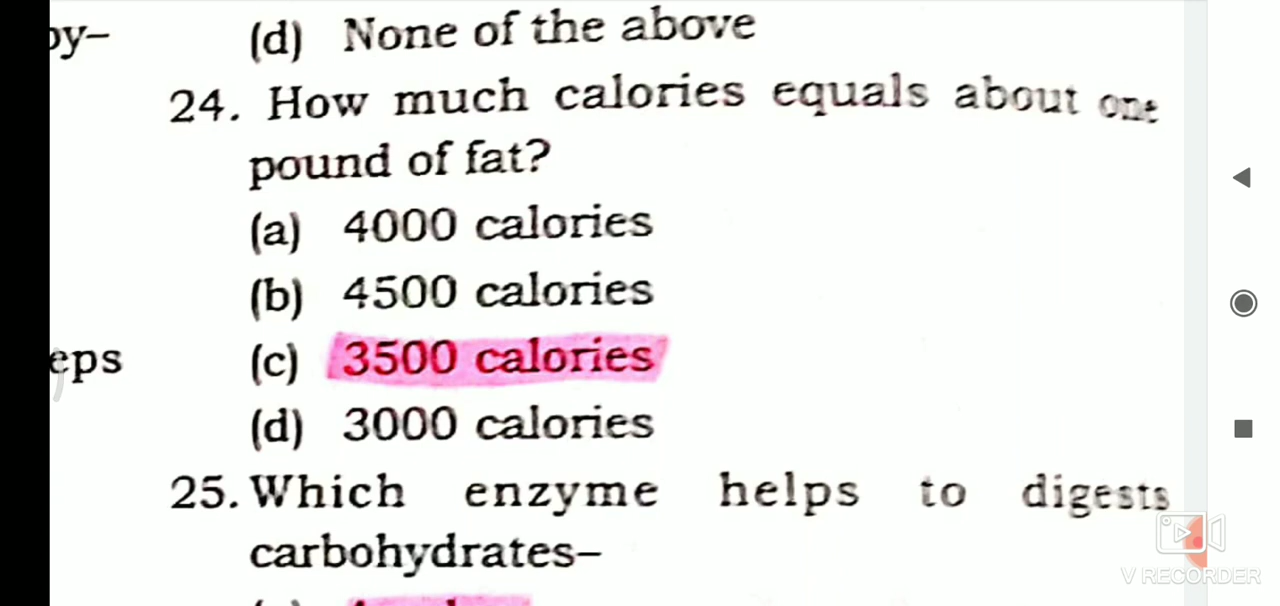 by–
(d) None of the above
24. How much calories equals about one
pound of fat?
(a) 4000 calories
(b) 4500 calories
eps
(c) 3500 calories
(d) 3000 calories
25. Which enzyme helps to digests
carbohydrates–
V RECORDER